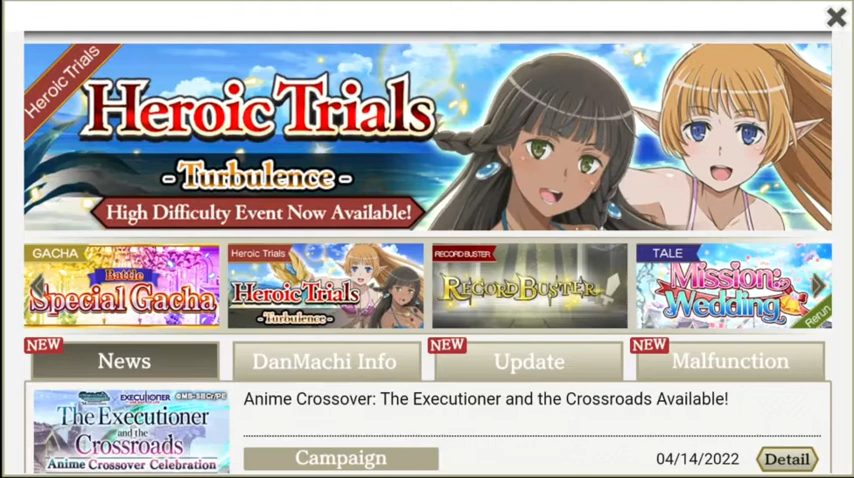 Heroic Trials
Heroic Trials
- Turbulence -
High Difficulty Event Now Available!
GACHA
Battle
Special Gacha
Heroic Trials
Heroic Trials
- Turbulence -
RECORD BUSTER
RECORD BUSTER
TALE
Mission:
Wedding
Rerun
NEW
News
DanMachi Info
NEW
Update
NEW
Malfunction
EXECUTIONER
©MS-SBCr/PE
The Executioner
and the
Crossroads
Anime Crossover Celebration
Anime Crossover: The Executioner and the Crossroads Available!
Campaign
04/14/2022
Detail